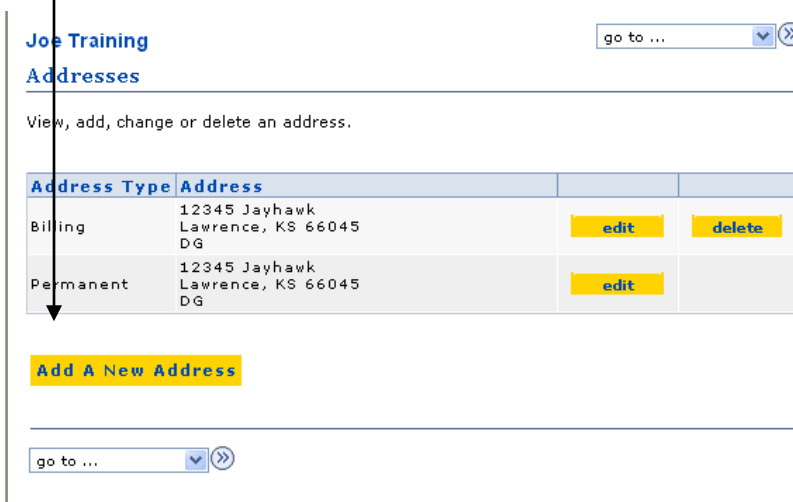 Joe Training
go to ...
Addresses
View, add, change or delete an address.
Address Type Address
Billing
12345 Jayhawk
Lawrence, KS 66045
DG
edit delete
Permanent
12345 Jayhawk
Lawrence, KS 66045
DG
edit
Add A New Address
go to ...